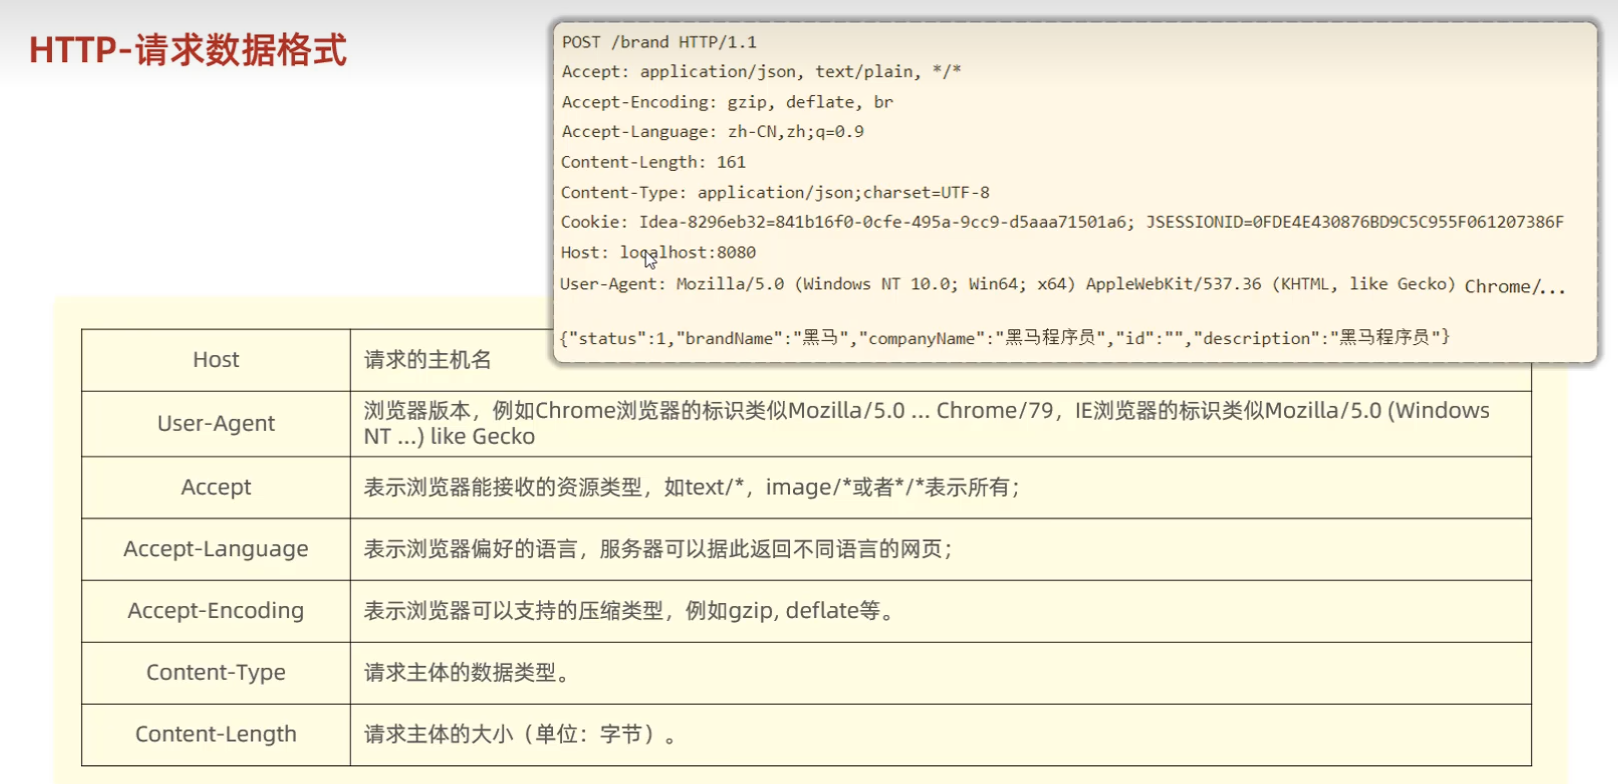 HTTP-请求数据格式
POST /brand HTTP/1.1
Accept: application/json, text/plain, */*
Accept-Encoding: gzip, deflate, br
Accept-Language: zh-CN,zh;q=0.9
Content-Length: 161
Content-Type: application/json;charset=UTF-8
Cookie: Idea-8296eb32=841b16f0-0cfe-495a-9cc9-d5aaa71501a6; JSESSIONID=0FDE4E430876BD9C5C955F061207386F
Host: localhost:8080
User-Agent: Mozilla/5.0 (Windows NT 10.0; Win64; x64) AppleWebKit/537.36 (KHTML, like Gecko) Chrome/...
{"status":1,"brandName":"黑马","companyName":"黑马程序员","id":"","description":"黑马程序员"}
Host 请求的主机名
User-Agent 浏览器版本，例如Chrome浏览器的标识类似Mozilla/5.0 ... Chrome/79，IE浏览器的标识类似Mozilla/5.0 (Windows
NT ...) like Gecko
Accept 表示浏览器能接收的资源类型，如text/*，image/*或者*/*表示所有；
Accept-Language 表示浏览器偏好的语言，服务器可以据此返回不同语言的网页；
Accept-Encoding 表示浏览器可以支持的压缩类型，例如gzip, deflate等。
Content-Type 请求主体的数据类型。
Content-Length 请求主体的大小（单位：字节）。